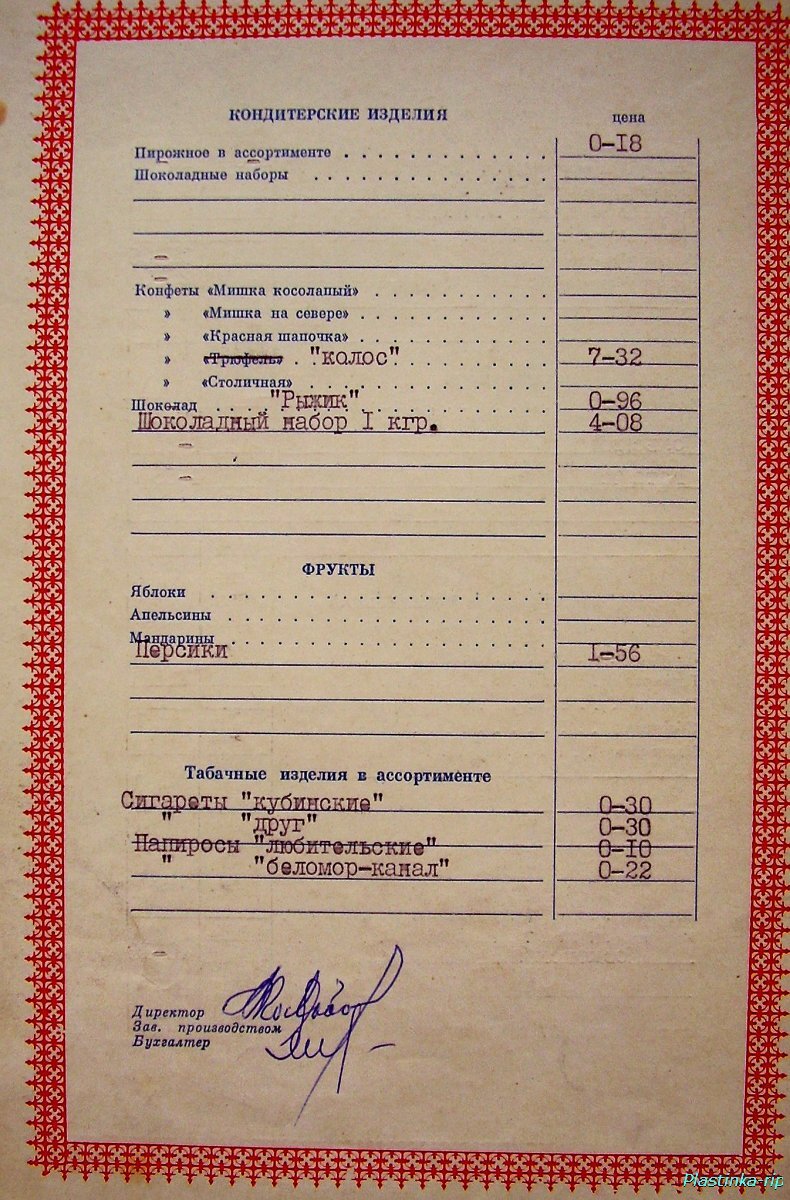 КОНДИТЕРСКИЕ ИЗДЕЛИЯ цена
Пирожное в ассортименте . . . . . . . . . . . . . 0-18
Шоколадные наборы . . . . . . . . . . . . . . .
Конфеты «Мишка косолапый» . . . . . . . . . . .
» «Мишка на севере» . . . . . . . . . . . .
» «Красная шапочка» . . . . . . . . . . . .
» «Трюфель» . "колос" . . . . . . . . . 7-32
» «Столичная» . . . . . . . . . . . . . . .
Шоколад . . . . "Рыжик" . . . . . . . . . . . 0-96
Шоколадный набор I кгр. 4-08
ФРУКТЫ
Яблоки . . . . . . . . . . . . . . . . . . . . .
Апельсины . . . . . . . . . . . . . . . . . . . .
Мандарины . . . . . . . . . . . . . . . . . . . .
Персики I-56
Табачные изделия в ассортименте
Сигареты "кубинские" 0-30
" "друг" 0-30
Папиросы "любительские" 0-I0
" "беломор-канал" 0-22
Директор
Зав. производством
Бухгалтер
Plastinka-rip